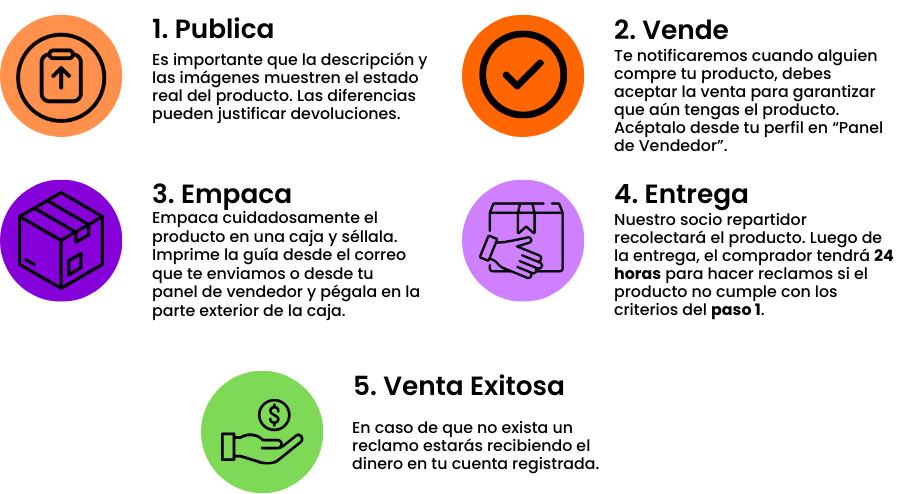 1. Publica
Es importante que la descripción y
las imágenes muestren el estado
real del producto. Las diferencias
pueden justificar devoluciones.
2. Vende
Te notificaremos cuando alguien
compre tu producto, debes
aceptar la venta para garantizar
que aún tengas el producto.
Acéptalo desde tu perfil en “Panel
de Vendedor”.
3. Empaca
Empaca cuidadosamente el
producto en una caja y séllala.
Imprime la guía desde el correo
que te enviamos o desde tu
panel de vendedor y pégala en la
parte exterior de la caja.
4. Entrega
Nuestro socio repartidor
recolectará el producto. Luego de
la entrega, el comprador tendrá 24
horas para hacer reclamos si el
producto no cumple con los
criterios del paso 1.
$
5. Venta Exitosa
En caso de que no exista un
reclamo estarás recibiendo el
dinero en tu cuenta registrada.